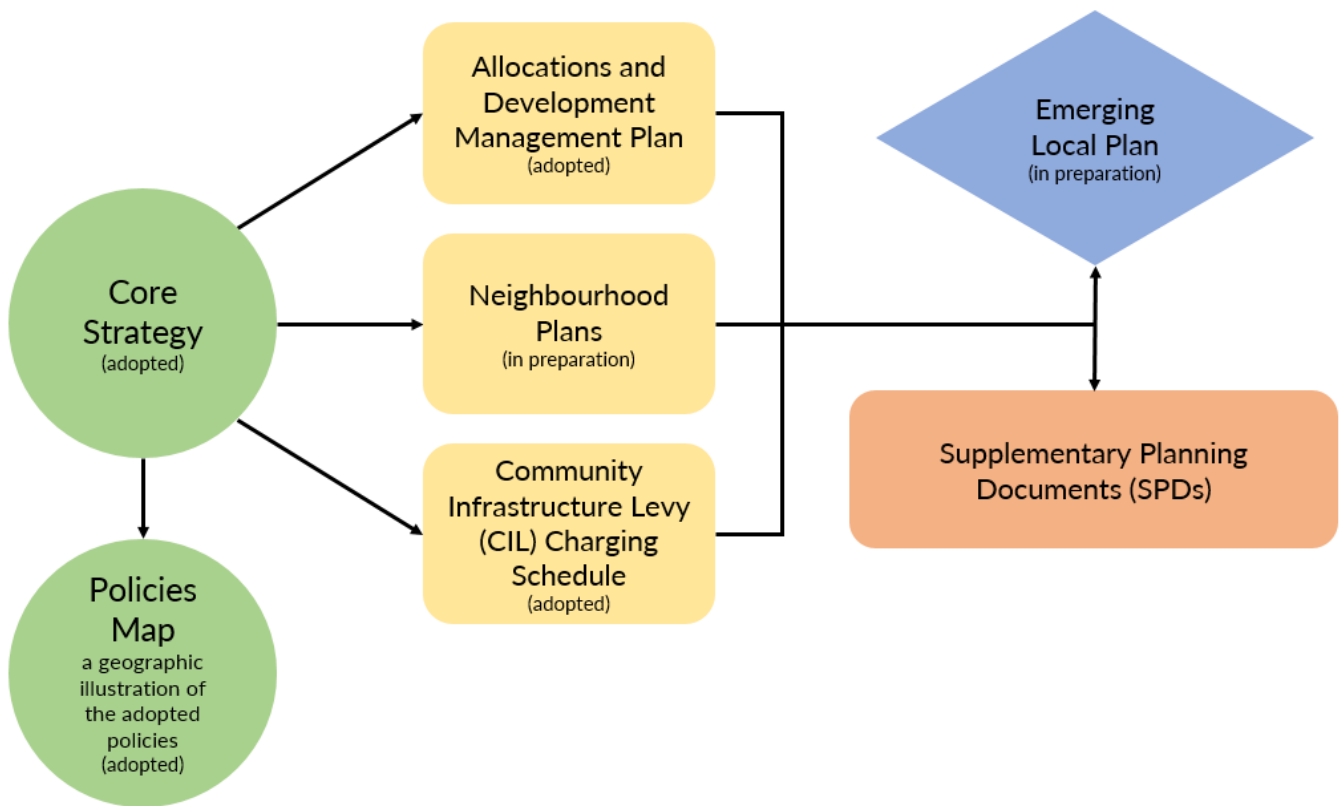 Core
Strategy
(adopted)
Policies
Map
a geographic
illustration of
the adopted
policies
(adopted)
Allocations and
Development
Management Plan
(adopted)
Neighbourhood
Plans
(in preparation)
Community
Infrastructure Levy
(CIL) Charging
Schedule
(adopted)
Emerging
Local Plan
(in preparation)
Supplementary Planning
Documents (SPDs)